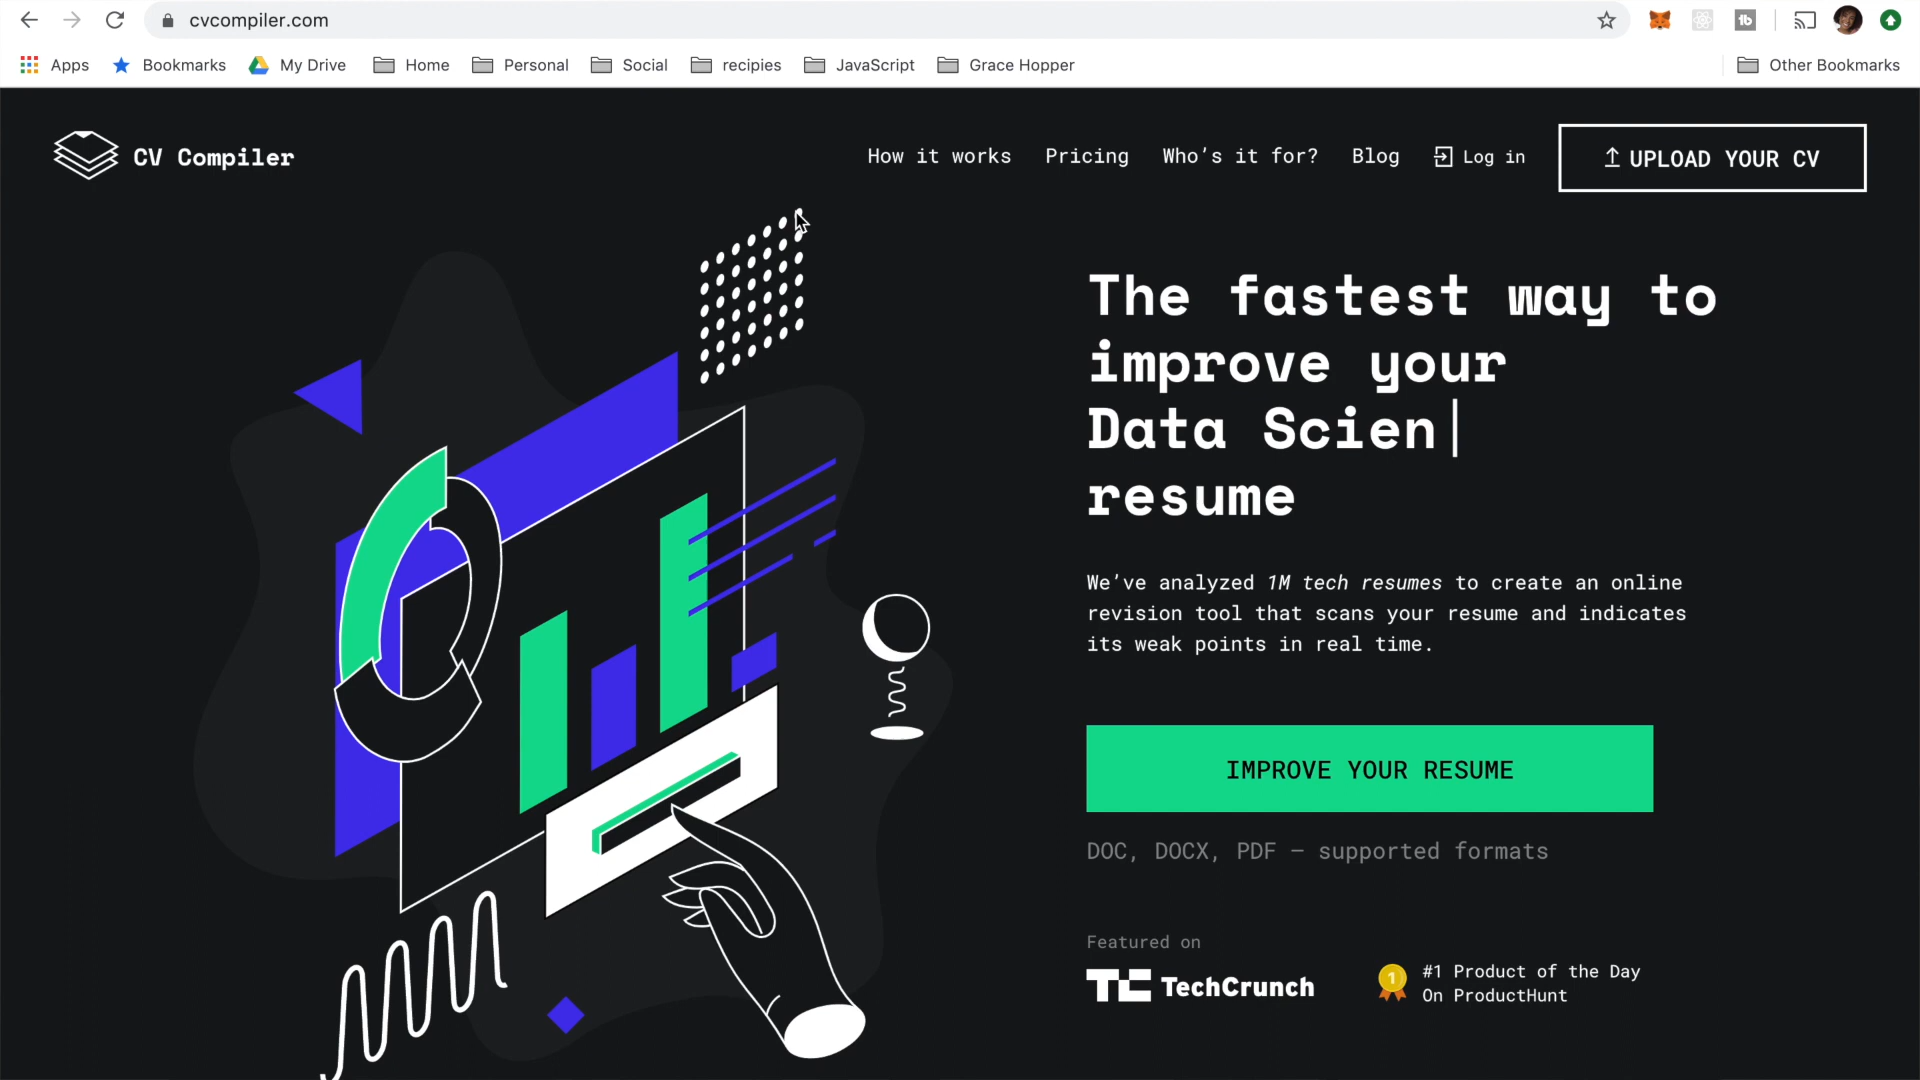 cvcompiler.com
tb
Apps
Bookmarks
My Drive
Home
Personal
Social
recipies
JavaScript
Grace Hopper
Other Bookmarks
CV Compiler
How it works
Pricing
Who's it for?
Blog
Log in
UPLOAD YOUR CV
The fastest way to
improve your
Data Scien
resume
We've analyzed 1M tech resumes to create an online
revision tool that scans your resume and indicates
its weak points in real time.
IMPROVE YOUR RESUME
DOC, DOCX, PDF – supported formats
Featured on
TC TechCrunch
1
#1 Product of the Day
On ProductHunt